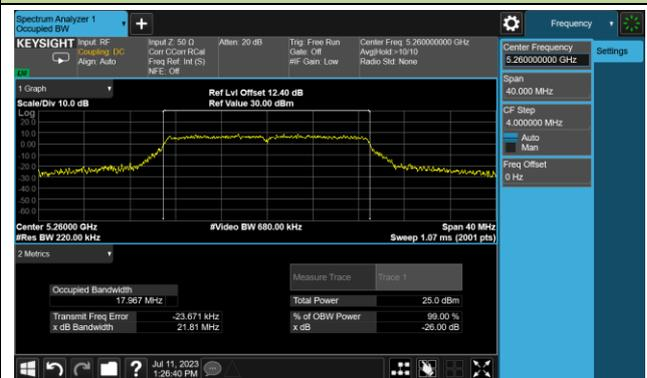 Spectrum Analyzer 1
Occupied BW
Frequency
KEYSIGHT
Input: RF
Coupling: DC
Align: Auto
Input Z: 50 Ω
Corr CCorr RCal
Freq Ref: Int (S)
NFE: Off
Atten: 20 dB
Trig: Free Run
Gate: Off
#IF Gain: Low
Center Freq: 5.260000000 GHz
Avg|Hold:>10/10
Radio Std: None
Center Frequency
5.260000000 GHz
Settings
Span
40.000 MHz
CF Step
4.000000 MHz
Auto
Man
Freq Offset
0 Hz
1 Graph
Scale/Div 10.0 dB
Ref Lvl Offset 12.40 dB
Ref Value 30.00 dBm
Log
20.0
10.0
0.00
-10.0
-20.0
-30.0
-40.0
-50.0
-60.0
Center 5.26000 GHz
#Res BW 220.00 kHz
#Video BW 680.00 kHz
Span 40 MHz
Sweep 1.07 ms (2001 pts)
2 Metrics
Measure Trace
Trace 1
Occupied Bandwidth
17.967 MHz
Total Power
25.0 dBm
Transmit Freq Error
-23.671 kHz
% of OBW Power
99.00 %
x dB Bandwidth
21.81 MHz
x dB
-26.00 dB
Jul 11, 2023
1:26:40 PM